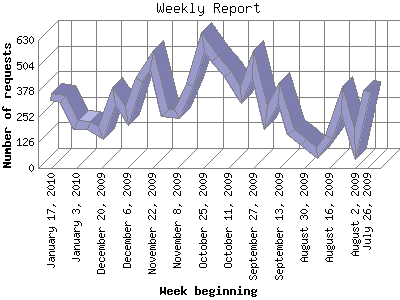 Weekly Report
Number of requests
630
504
378
252
126
0
January 17, 2010
January 3, 2010
December 20, 2009
December 6, 2009
November 22, 2009
November 8, 2009
October 25, 2009
October 11, 2009
September 27, 2009
September 13, 2009
August 30, 2009
August 16, 2009
August 2, 2009
July 26, 2009
Week beginning